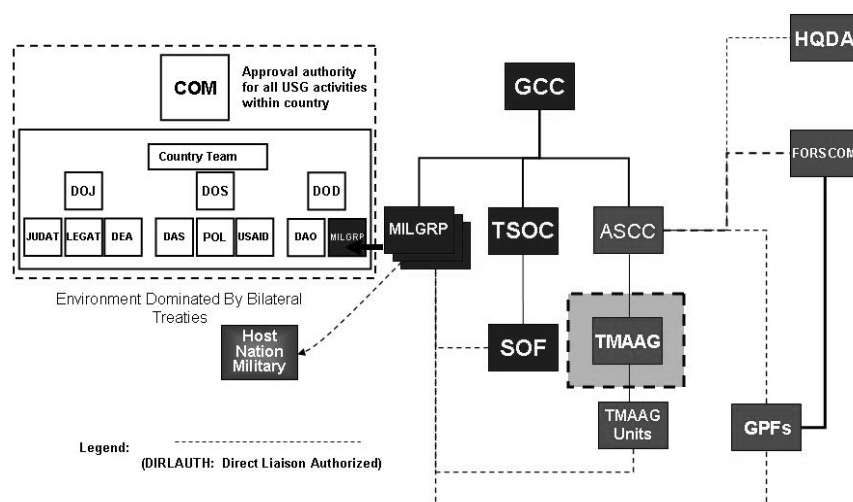 HQDA
COM
Approval authority
for all USG activities
within country
GCC
FORSCOM
Country Team
DOJ
DOS
DOD
JUDAT
LEGAT
DEA
DAS
POL
USAID
DAO
MILGRP
MILGRP
TSOC
ASCC
Environment Dominated By Bilateral
Treaties
Host
Nation
Military
SOF
TMAAG
TMAAG
Units
GPFs
Legend:
(DIRLAUTH: Direct Liaison Authorized)